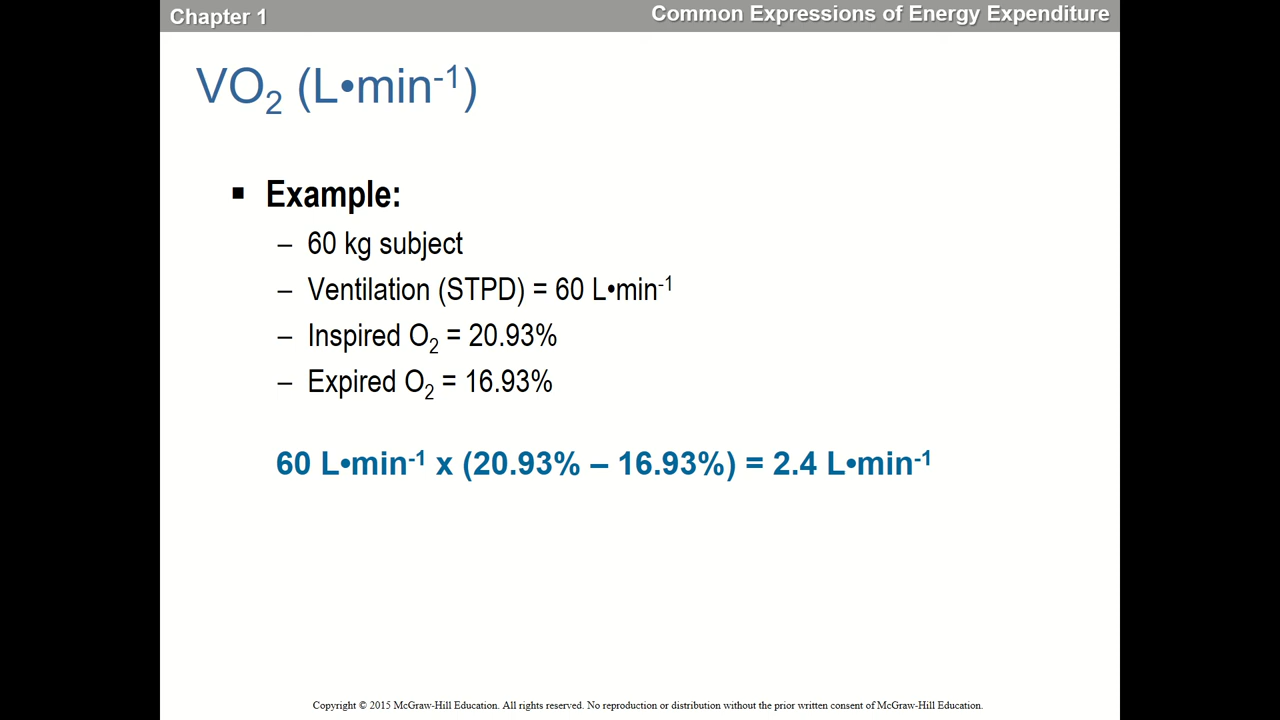 Chapter 1
Common Expressions of Energy Expenditure
VO₂ (L•min⁻¹)
▪ Example:
– 60 kg subject
– Ventilation (STPD) = 60 L•min⁻¹
– Inspired O₂ = 20.93%
– Expired O₂ = 16.93%
60 L•min⁻¹ x (20.93% – 16.93%) = 2.4 L•min⁻¹
Copyright © 2015 McGraw-Hill Education. All rights reserved. No reproduction or distribution without the prior written consent of McGraw-Hill Education.